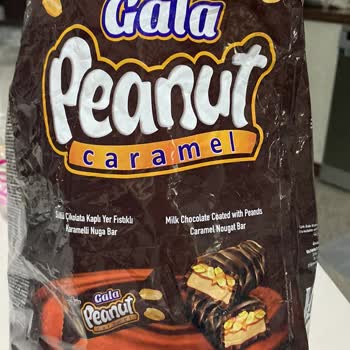 Gala
Peanut
caramel
Çikolata Kaplı Yer Fıstıklı
Karamelli Nuga Bar
Milk Chocolate Coated with Peanuts
Caramel Nougat Bar
Gala
Peanut